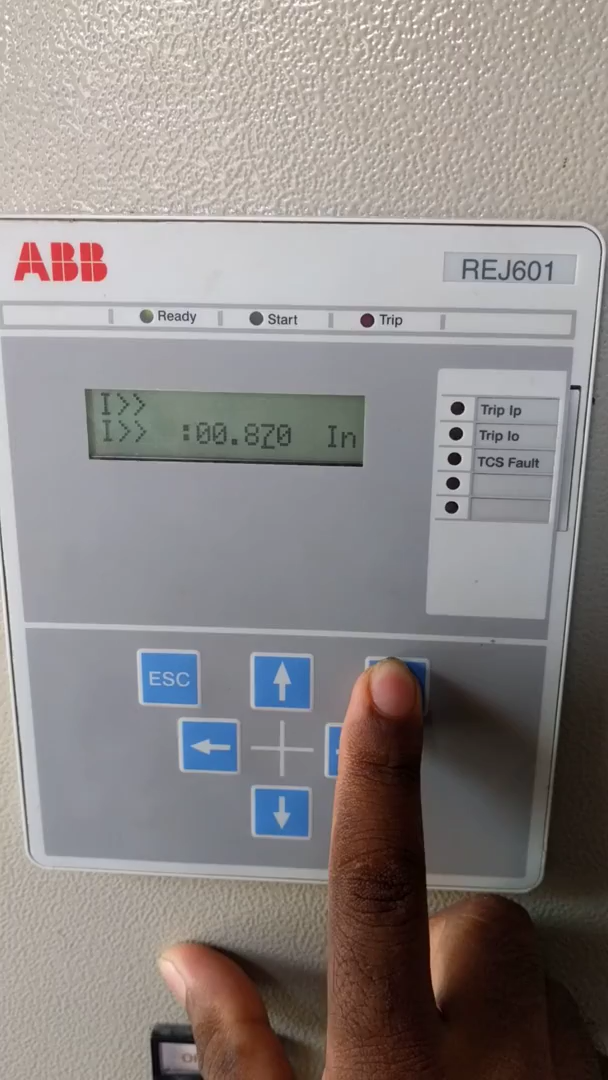 ABB
REJ601
Ready
Start
Trip
I>>
I>> :00.870 In
Trip Ip
Trip Io
TCS Fault
ESC